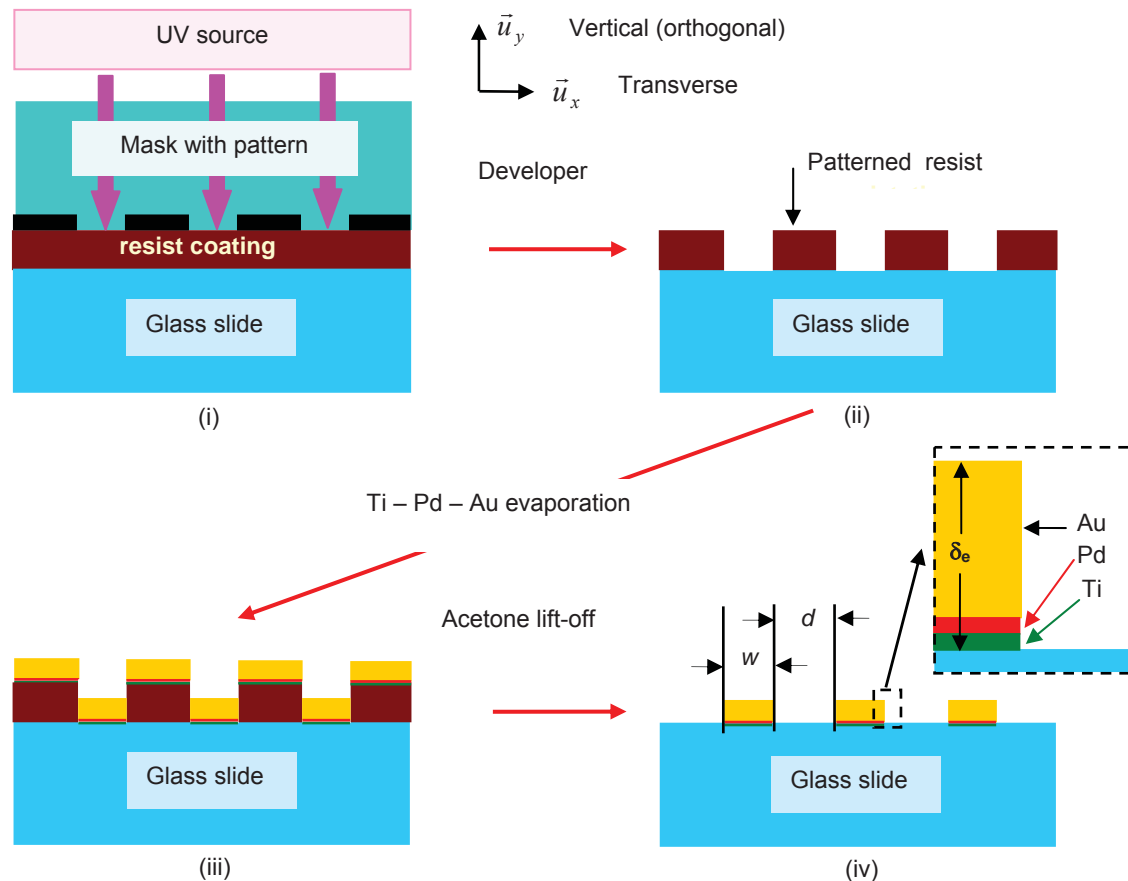 UV source
Mask with pattern
resist coating
Glass slide
(i)
u⃗y Vertical (orthogonal)
u⃗x Transverse
Developer
Patterned resist
Glass slide
(ii)
Ti – Pd – Au evaporation
Glass slide
(iii)
Acetone lift-off
w
d
δe
Au
Pd
Ti
Glass slide
(iv)